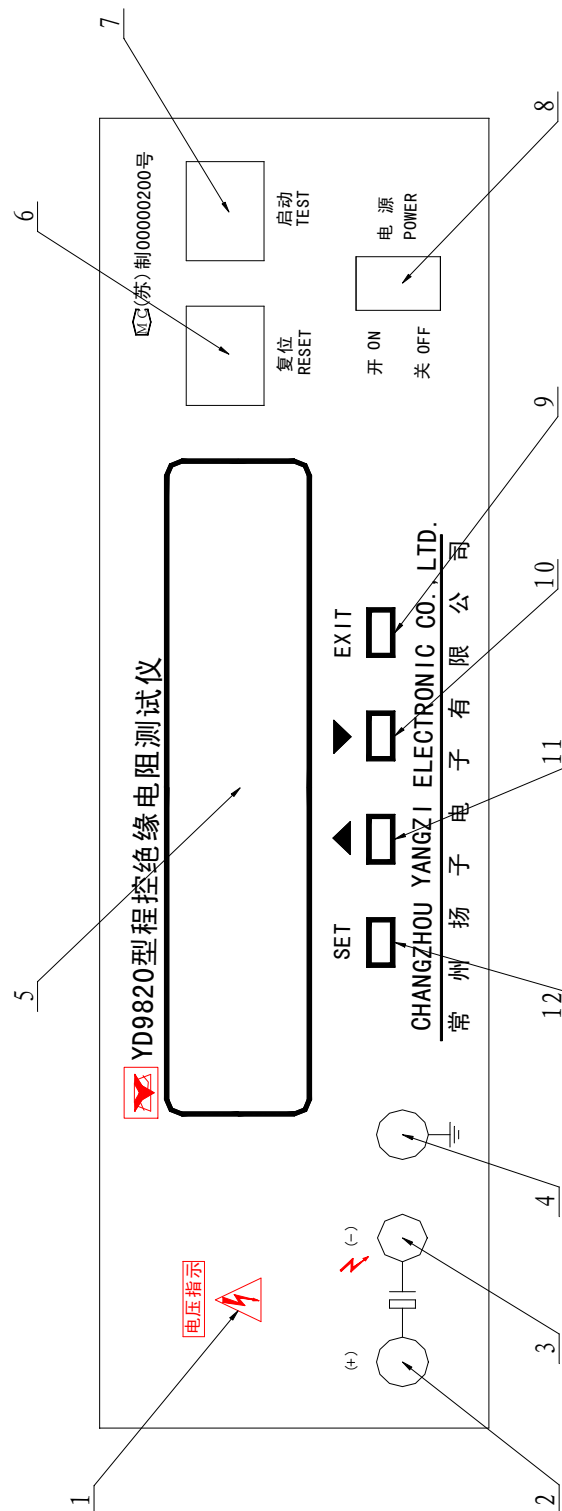 5
6
7
1
YD9820型程控绝缘电阻测试仪
MC(苏)制00000200号
电压指示
复位
RESET
启动
TEST
(+)
(-)
SET
EXIT
开 ON
关 OFF
电 源
POWER
CHANGZHOU YANGZI ELECTRONIC CO., LTD.
常 州 扬 子 电 子 有 限 公 司
2
3
4
12
11
10
9
8